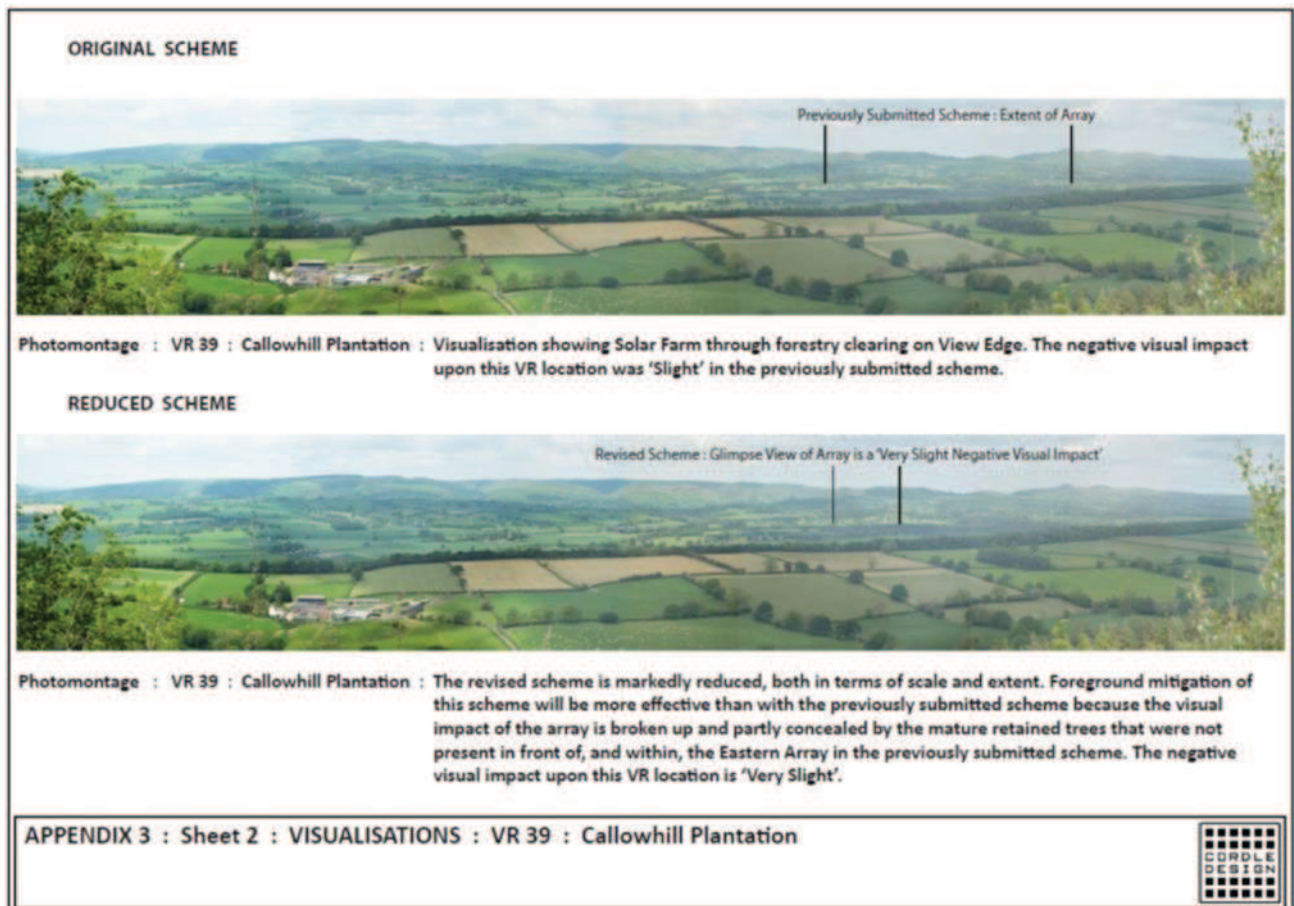 ORIGINAL SCHEME
Previously Submitted Scheme : Extent of Array
Photomontage : VR 39 : Callowhill Plantation : Visualisation showing Solar Farm through forestry clearing on View Edge. The negative visual impact
upon this VR location was ‘Slight’ in the previously submitted scheme.
REDUCED SCHEME
Revised Scheme : Glimpse View of Array is a ‘Very Slight Negative Visual Impact’
Photomontage : VR 39 : Callowhill Plantation : The revised scheme is markedly reduced, both in terms of scale and extent. Foreground mitigation of
this scheme will be more effective than with the previously submitted scheme because the visual
impact of the array is broken up and partly concealed by the mature retained trees that were not
present in front of, and within, the Eastern Array in the previously submitted scheme. The negative
visual impact upon this VR location is ‘Very Slight’.
APPENDIX 3 : Sheet 2 : VISUALISATIONS : VR 39 : Callowhill Plantation
CORDLE
DESIGN